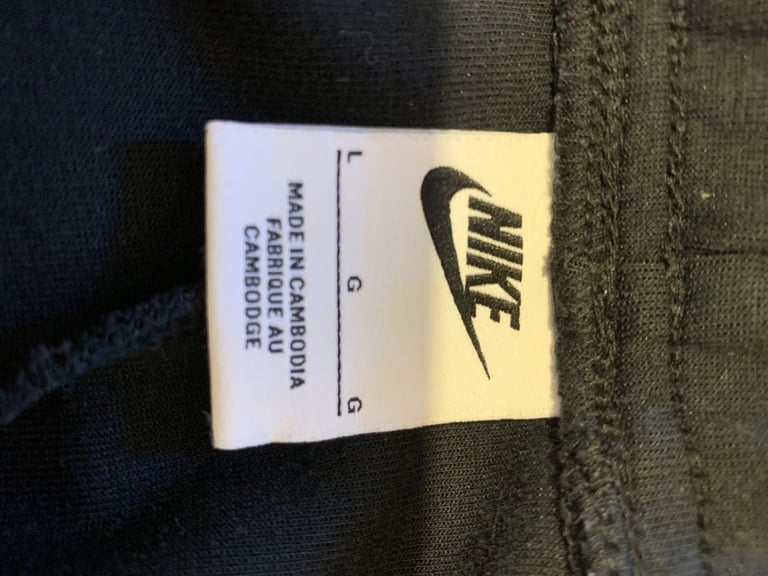 NIKE
L G G
MADE IN CAMBODIA
FABRIQUE AU
CAMBODGE